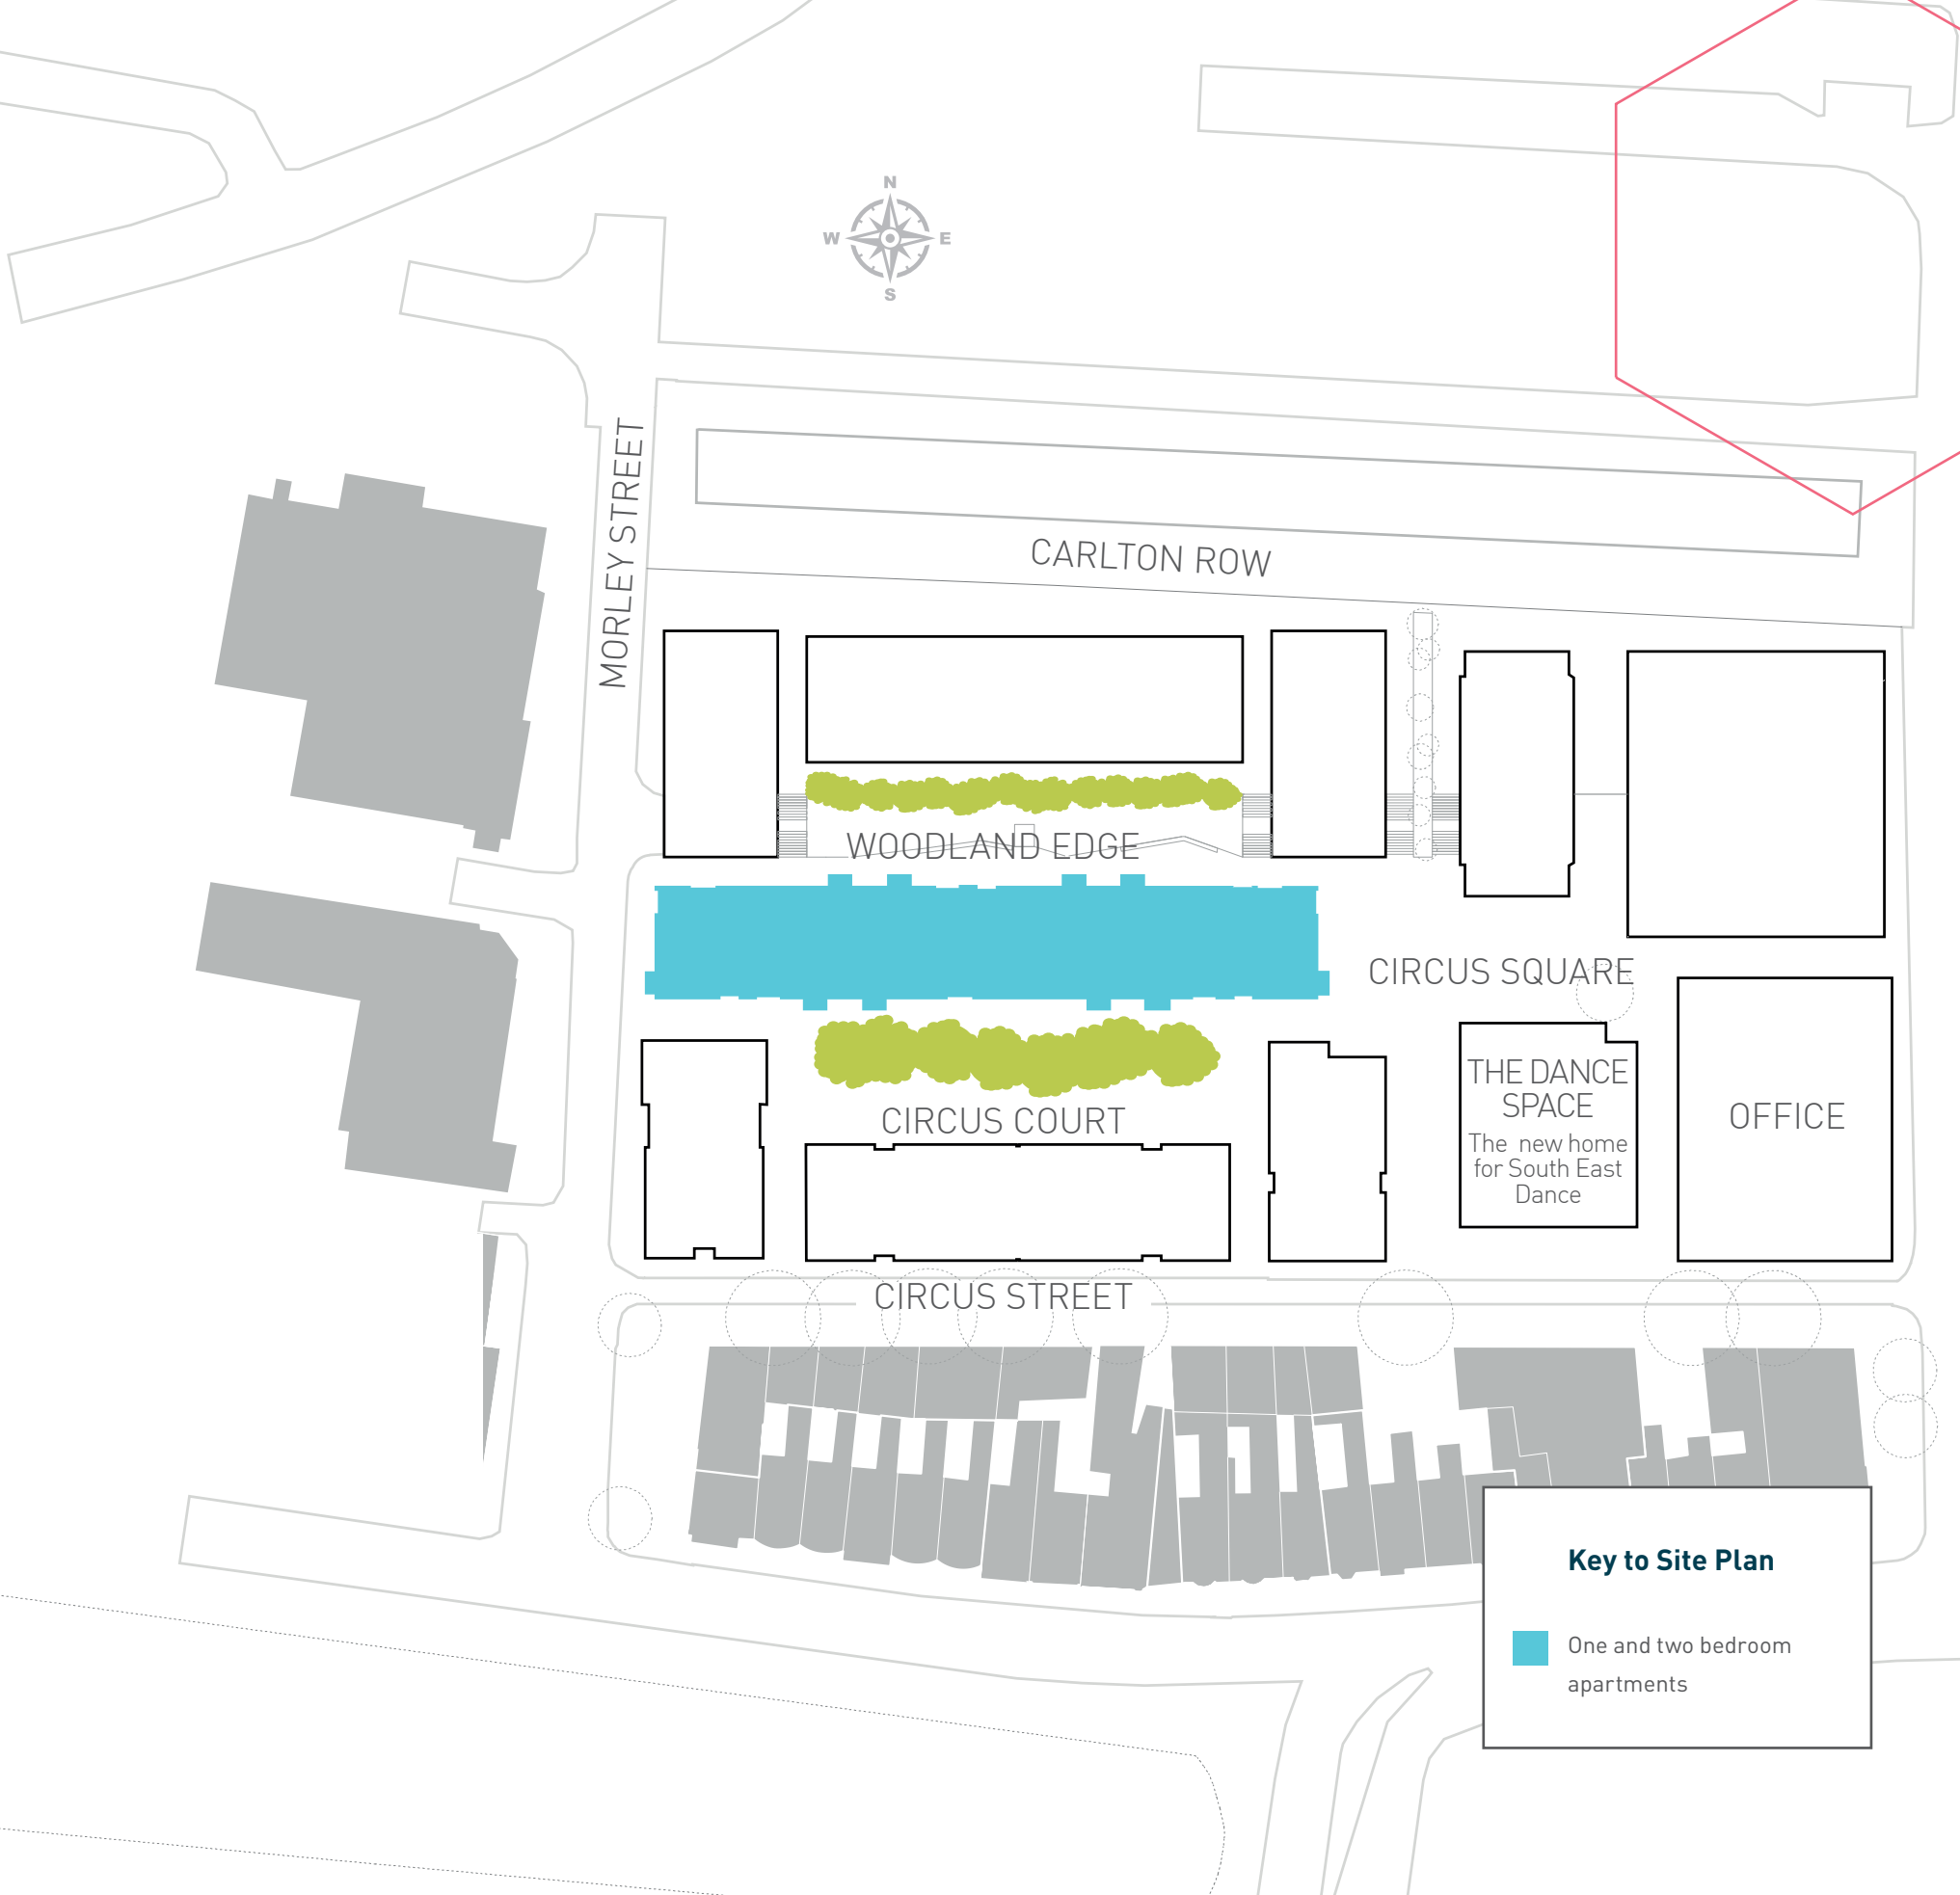 N
W E
S
MORLEY STREET
CARLTON ROW
WOODLAND EDGE
CIRCUS SQUARE
THE DANCE
SPACE
The new home
for South East
Dance
OFFICE
CIRCUS COURT
CIRCUS STREET
Key to Site Plan
One and two bedroom
apartments